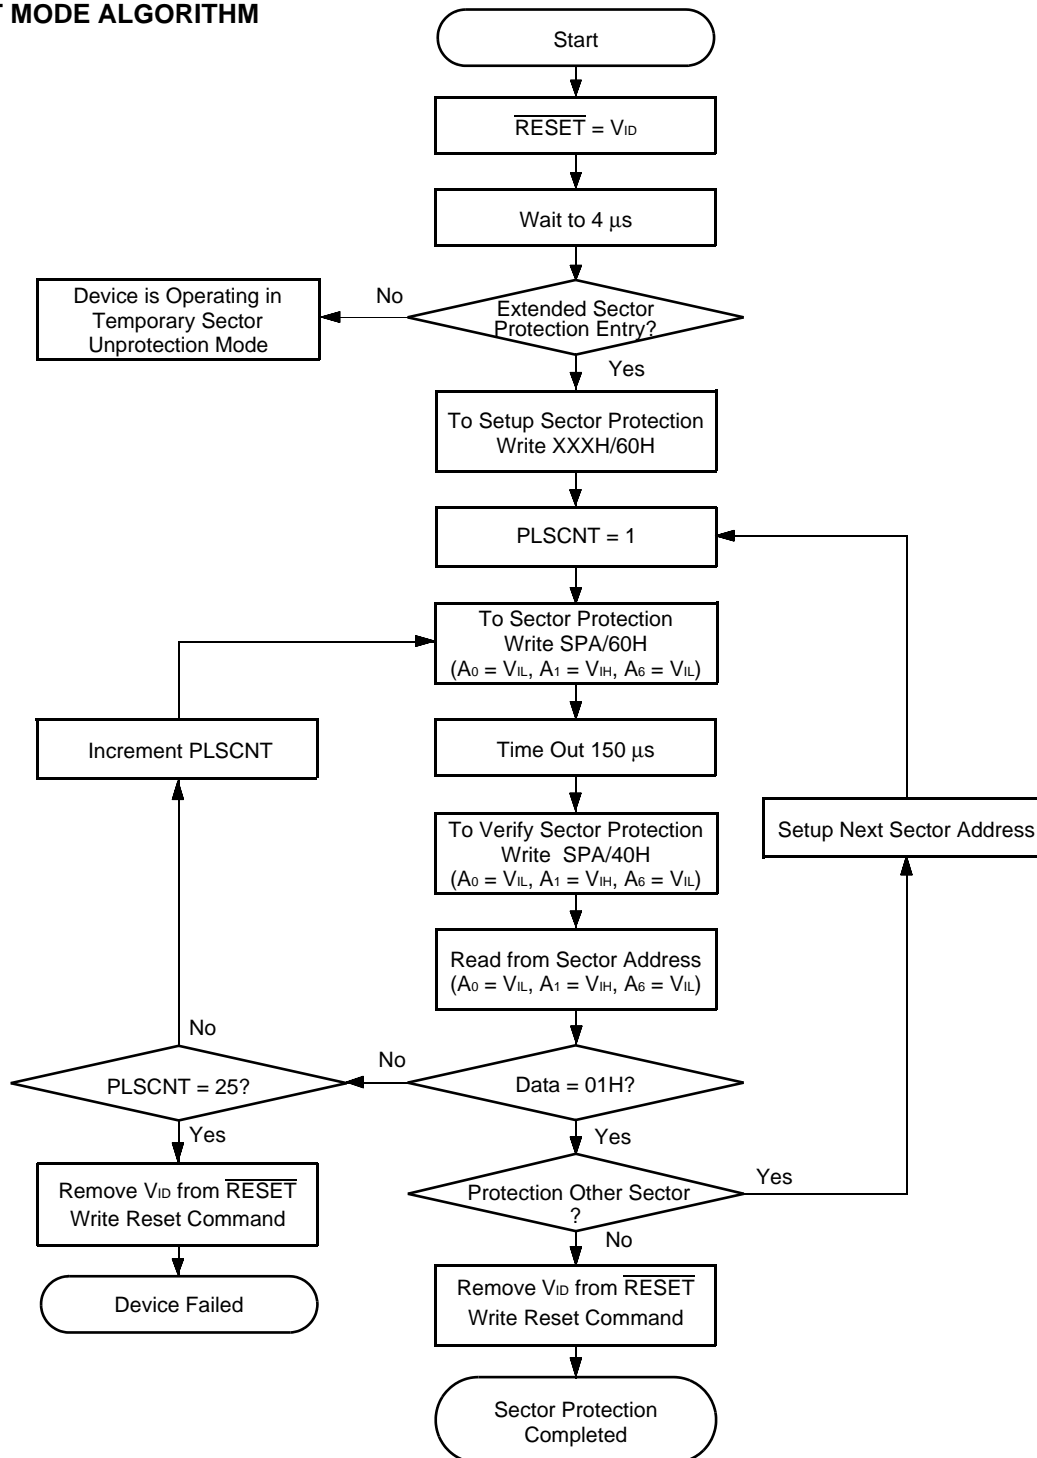 T MODE ALGORITHM
Start
RESET = VID
Wait to 4 µs
Device is Operating in
Temporary Sector
Unprotection Mode
No
Extended Sector
Protection Entry?
Yes
To Setup Sector Protection
Write XXXH/60H
PLSCNT = 1
To Sector Protection
Write SPA/60H
(A0 = VIL, A1 = VIH, A6 = VIL)
Increment PLSCNT
Time Out 150 µs
To Verify Sector Protection
Write SPA/40H
(A0 = VIL, A1 = VIH, A6 = VIL)
Setup Next Sector Address
Read from Sector Address
(A0 = VIL, A1 = VIH, A6 = VIL)
No
PLSCNT = 25?
No
Data = 01H?
Yes
Yes
Remove VID from RESET
Write Reset Command
Protection Other Sector
?
Yes
No
Device Failed
Remove VID from RESET
Write Reset Command
Sector Protection
Completed